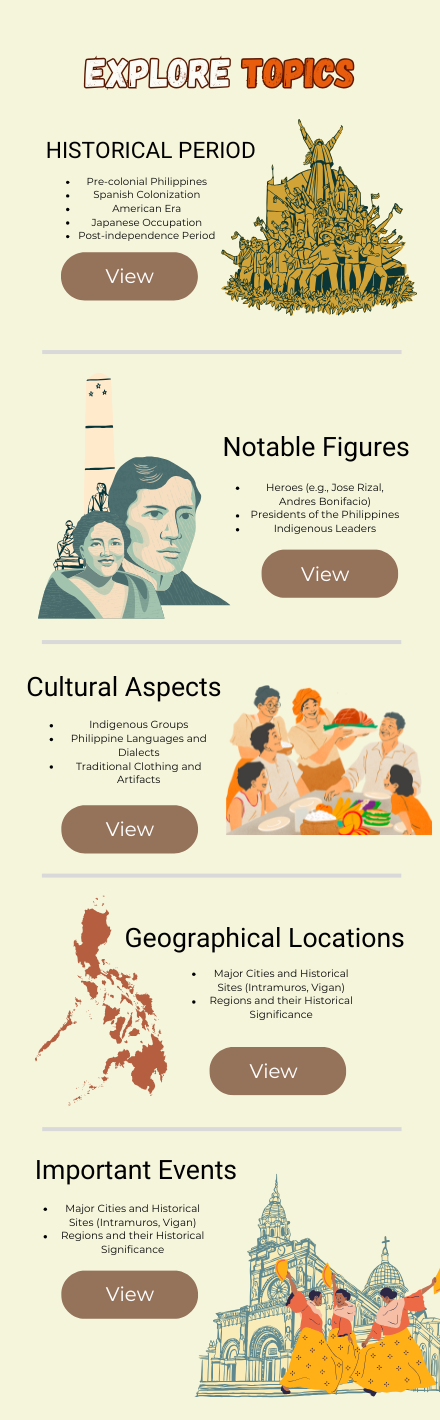 EXPLORE TOPICS
HISTORICAL PERIOD
• Pre-colonial Philippines
• Spanish Colonization
• American Era
• Japanese Occupation
• Post-independence Period
View
Notable Figures
• Heroes (e.g., Jose Rizal,
Andres Bonifacio)
• Presidents of the Philippines
• Indigenous Leaders
View
Cultural Aspects
• Indigenous Groups
• Philippine Languages and
Dialects
• Traditional Clothing and
Artifacts
View
Geographical Locations
• Major Cities and Historical
Sites (Intramuros, Vigan)
• Regions and their Historical
Significance
View
Important Events
• Major Cities and Historical
Sites (Intramuros, Vigan)
• Regions and their Historical
Significance
View